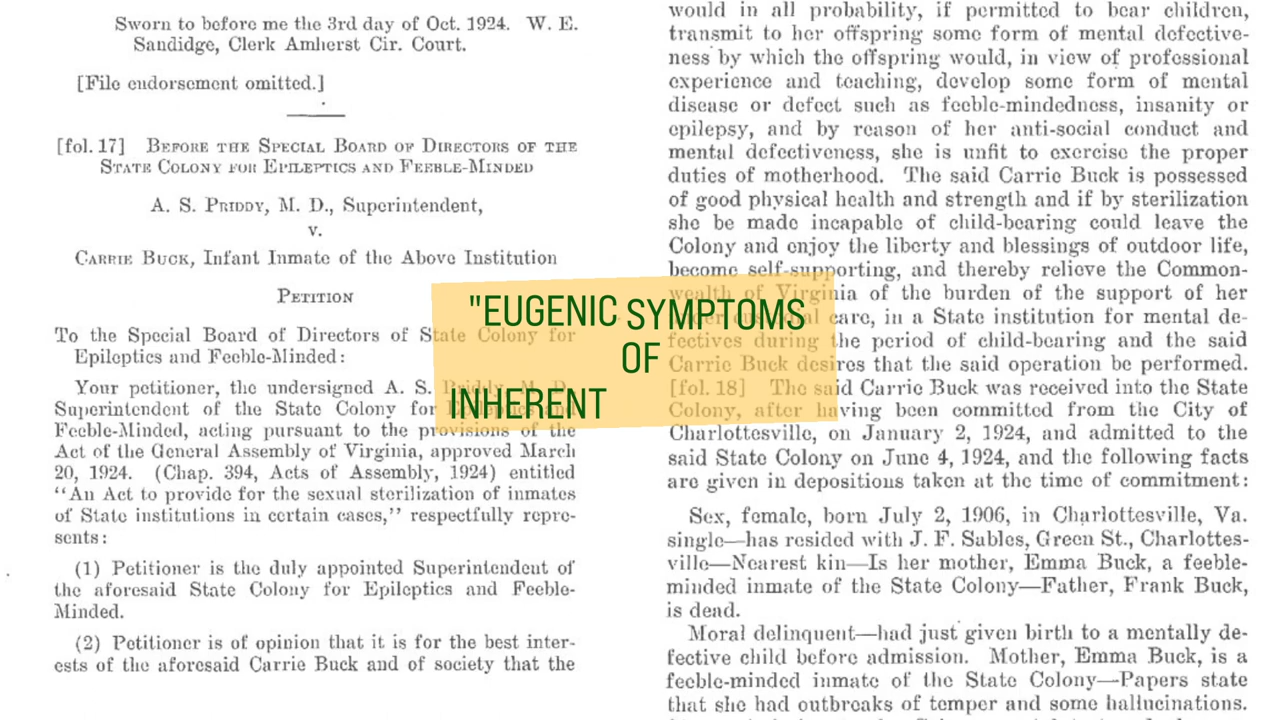 Sworn to before me the 3rd day of Oct. 1924. W. E.
Sandidge, Clerk Amherst Cir. Court.
[File endorsement omitted.]
[fol. 17] Before the Special Board of Directors of the
State Colony for Epileptics and Feeble-Minded
A. S. Priddy, M. D., Superintendent,
v.
Carrie Buck, Infant Inmate of the Above Institution
Petition
To the Special Board of Directors of State Colony for
Epileptics and Feeble-Minded:
Your petitioner, the undersigned A. S. Priddy, M. D.,
Superintendent of the State Colony for Epileptics and
Feeble-Minded, acting pursuant to the provisions of the
Act of the General Assembly of Virginia, approved March
20, 1924. (Chap. 394, Acts of Assembly, 1924) entitled
“An Act to provide for the sexual sterilization of inmates
of State institutions in certain cases,” respectfully repre-
sents:
(1) Petitioner is the duly appointed Superintendent of
the aforesaid State Colony for Epileptics and Feeble-
Minded.
(2) Petitioner is of opinion that it is for the best inter-
ests of the aforesaid Carrie Buck and of society that the
"EUGENIC SYMPTOMS
OF
INHERENT
would in all probability, if permitted to bear children,
transmit to her offspring some form of mental defective-
ness by which the offspring would, in view of professional
experience and teaching, develop some form of mental
disease or defect such as feeble-mindedness, insanity or
epilepsy, and by reason of her anti-social conduct and
mental defectiveness, she is unfit to exercise the proper
duties of motherhood. The said Carrie Buck is possessed
of good physical health and strength and if by sterilization
she be made incapable of child-bearing could leave the
Colony and enjoy the liberty and blessings of outdoor life,
become self-supporting, and thereby relieve the Common-
wealth of Virginia of the burden of the support of her
under custodial care, in a State institution for mental de-
fectives during the period of child-bearing and the said
Carrie Buck desires that the said operation be performed.
[fol. 18] The said Carrie Buck was received into the State
Colony, after having been committed from the City of
Charlottesville, on January 2, 1924, and admitted to the
said State Colony on June 4, 1924, and the following facts
are given in depositions taken at the time of commitment:
Sex, female, born July 2, 1906, in Charlottesville, Va.
single—has resided with J. F. Sables, Green St., Charlottes-
ville—Nearest kin—Is her mother, Emma Buck, a feeble-
minded inmate of the State Colony—Father, Frank Buck,
is dead.
Moral delinquent—had just given birth to a mentally de-
fective child before admission. Mother, Emma Buck, is a
feeble-minded inmate of the State Colony—Papers state
that she had outbreaks of temper and some hallucinations.